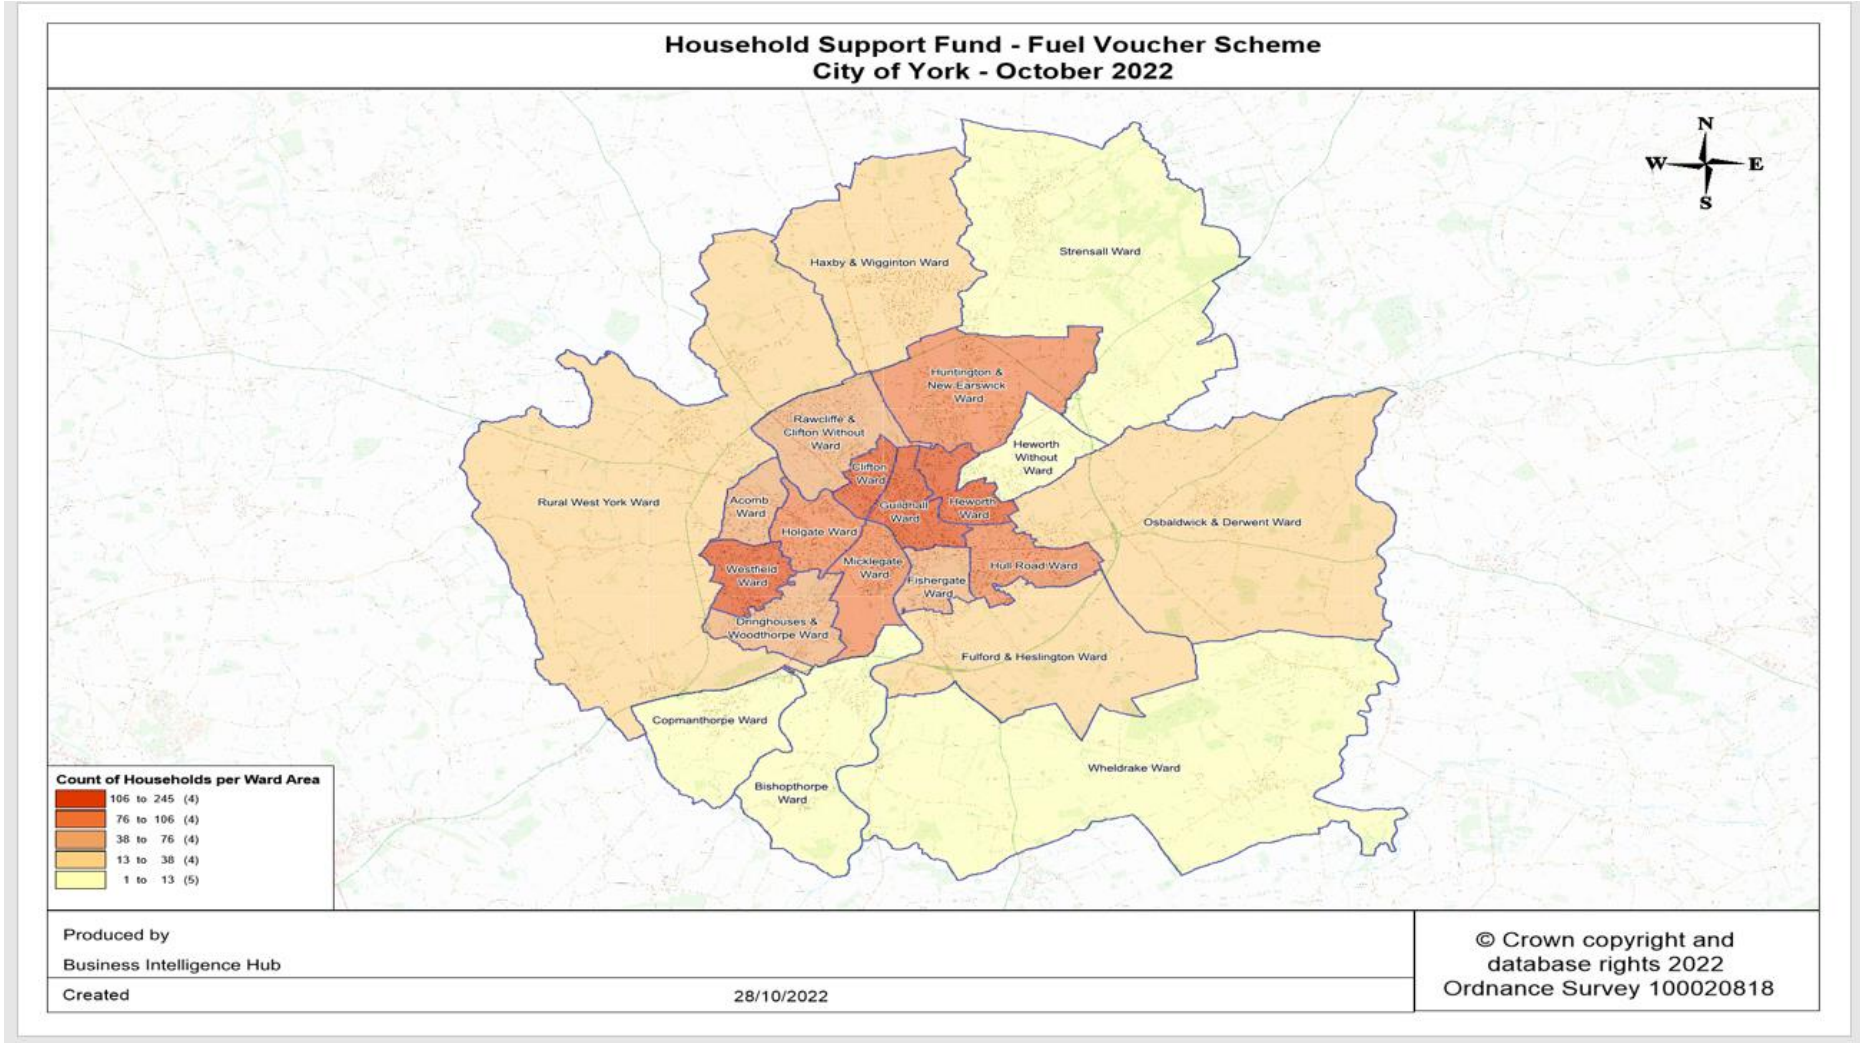 Household Support Fund - Fuel Voucher Scheme
City of York - October 2022
N
W
E
S
Strensall Ward
Haxby & Wigginton Ward
Huntington &
New Earswick
Ward
Rawcliffe &
Clifton Without
Ward
Heworth
Without
Ward
Clifton
Ward
Rural West York Ward
Acomb
Ward
Guildhall
Ward
Heworth
Ward
Osbaldwick & Derwent Ward
Holgate Ward
Micklegate
Ward
Hull Road Ward
Westfield
Ward
Fishergate
Ward
Dringhouses &
Woodthorpe Ward
Fulford & Heslington Ward
Copmanthorpe Ward
Wheldrake Ward
Bishopthorpe
Ward
Count of Households per Ward Area
106 to 245 (4)
76 to 106 (4)
38 to 76 (4)
13 to 38 (4)
1 to 13 (5)
Produced by
Business Intelligence Hub
Created 28/10/2022
© Crown copyright and
database rights 2022
Ordnance Survey 100020818